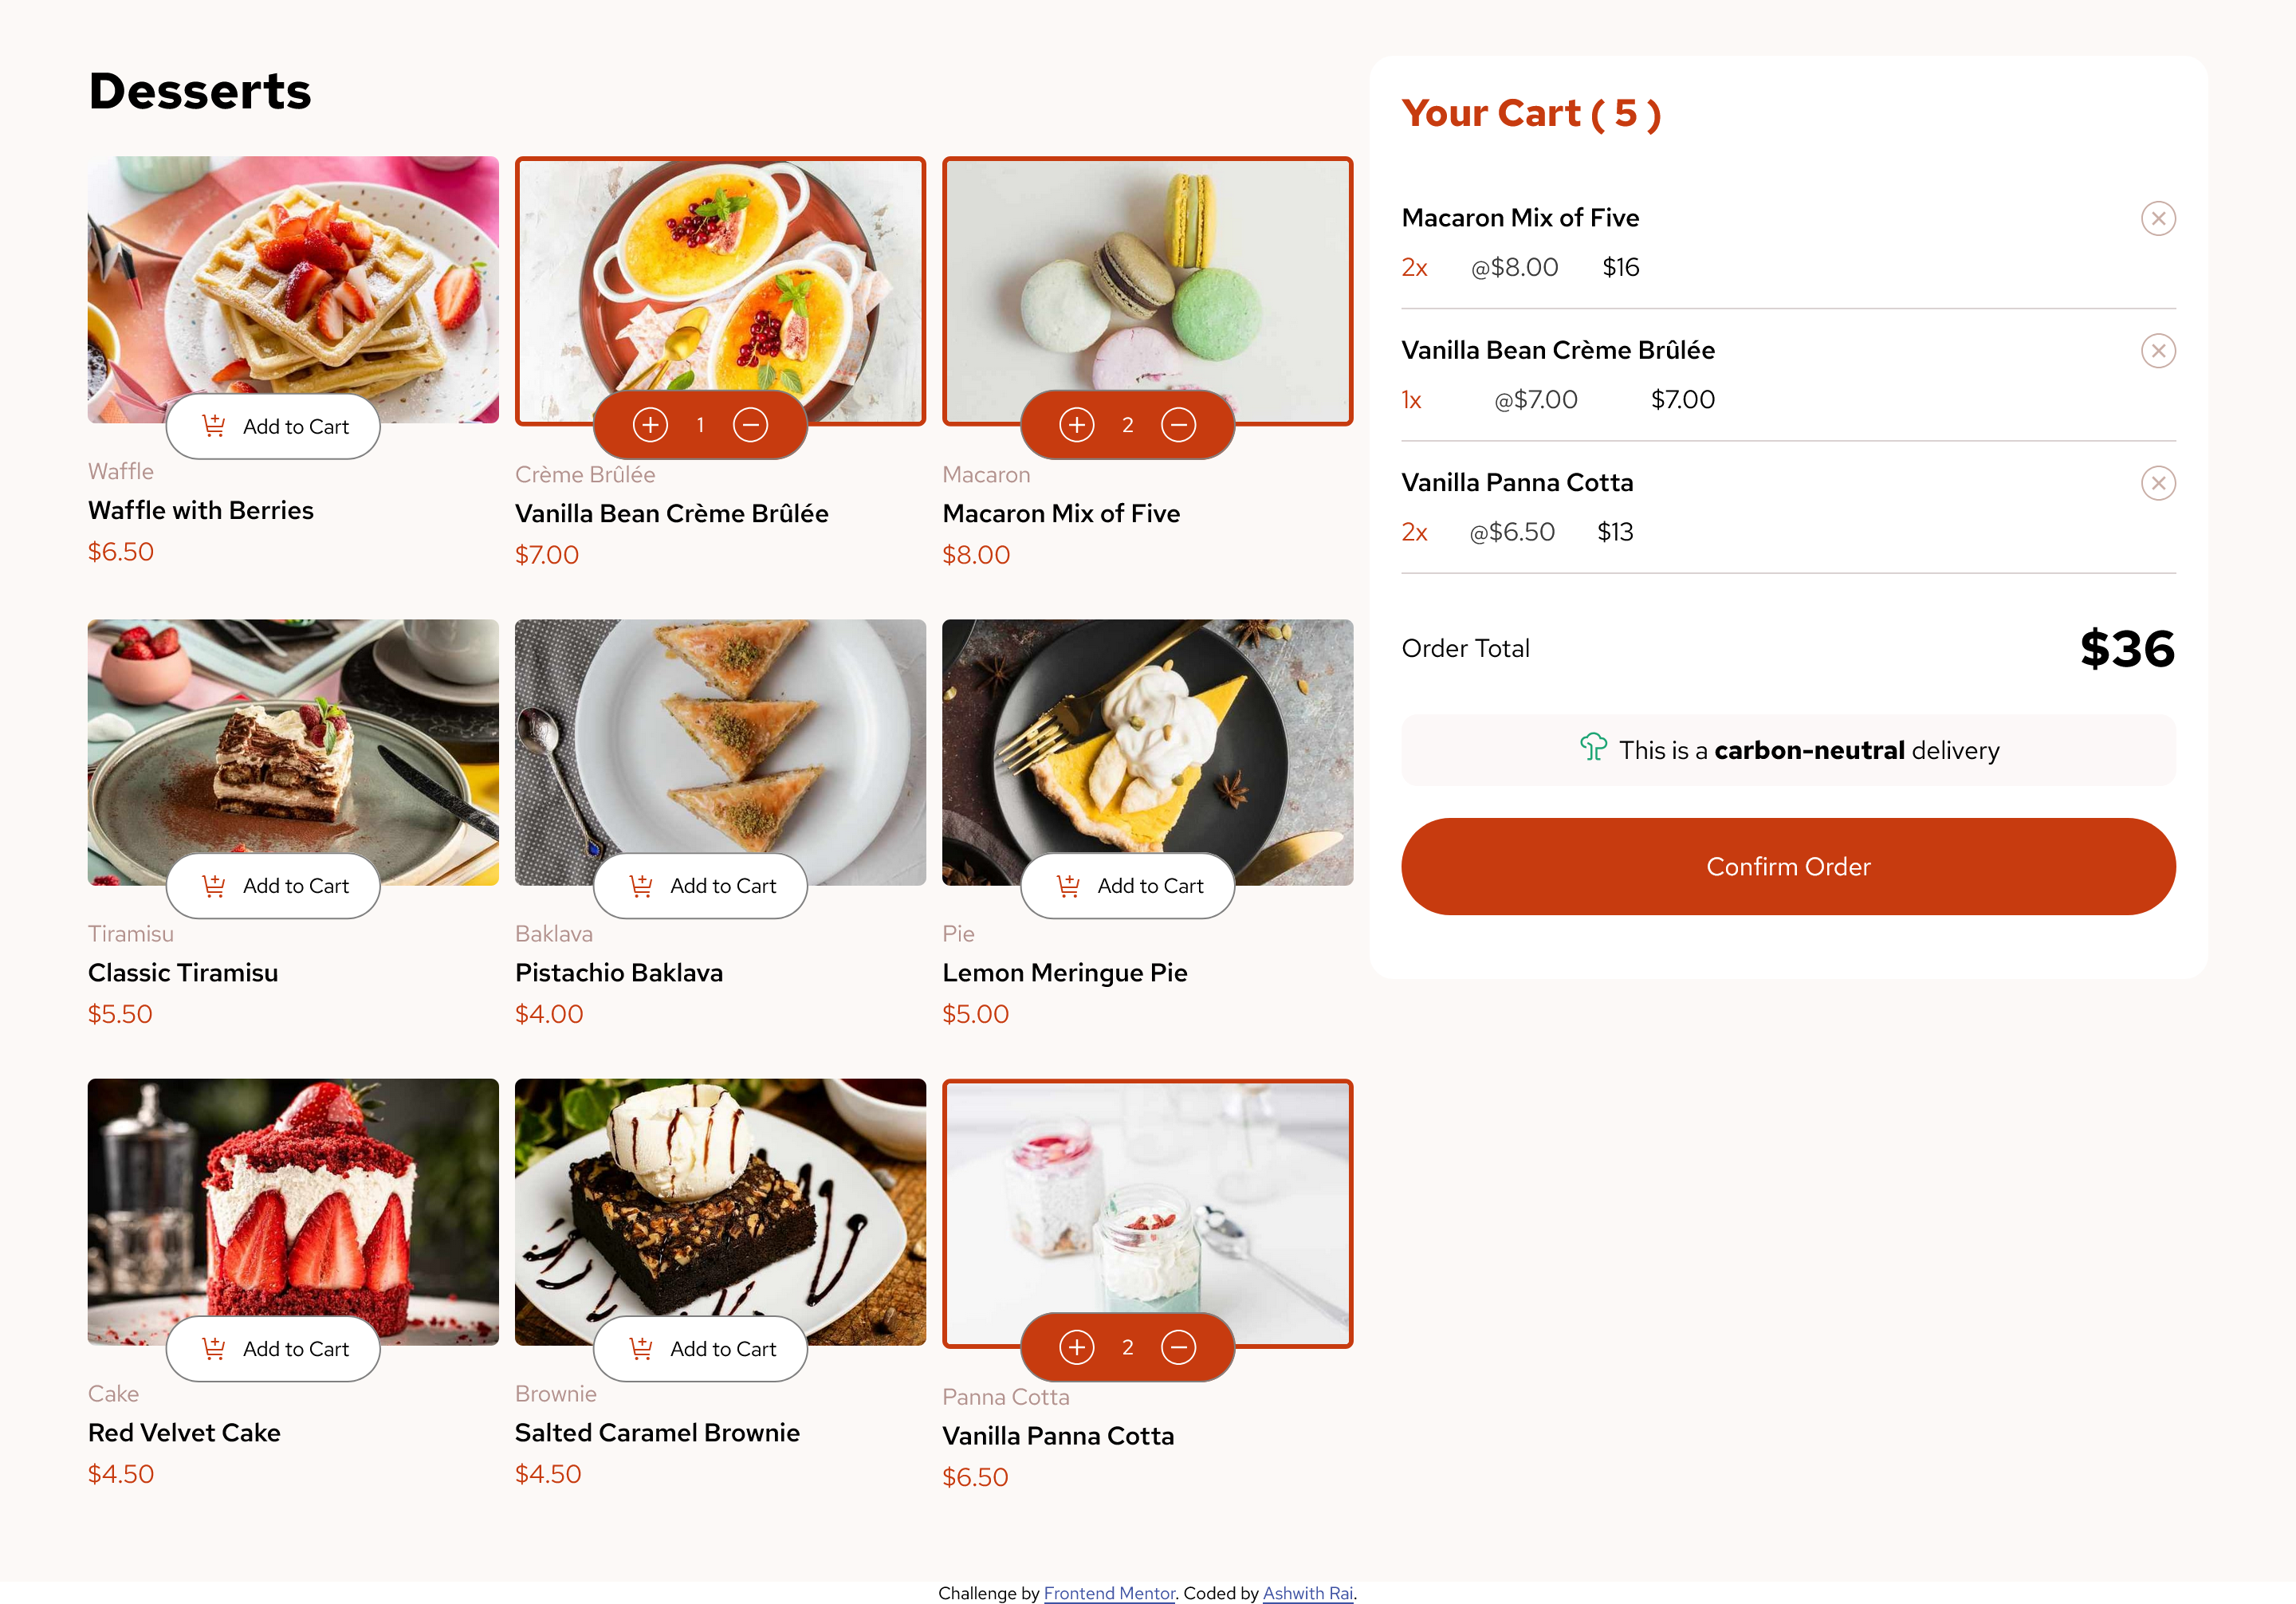 Desserts
Add to Cart
Waffle
Waffle with Berries
$6.50
1
Crème Brûlée
Vanilla Bean Crème Brûlée
$7.00
2
Macaron
Macaron Mix of Five
$8.00
Add to Cart
Tiramisu
Classic Tiramisu
$5.50
Add to Cart
Baklava
Pistachio Baklava
$4.00
Add to Cart
Pie
Lemon Meringue Pie
$5.00
Add to Cart
Cake
Red Velvet Cake
$4.50
Add to Cart
Brownie
Salted Caramel Brownie
$4.50
2
Panna Cotta
Vanilla Panna Cotta
$6.50
Your Cart ( 5 )
Macaron Mix of Five
2x @$8.00 $16
Vanilla Bean Crème Brûlée
1x @$7.00 $7.00
Vanilla Panna Cotta
2x @$6.50 $13
Order Total $36
This is a carbon-neutral delivery
Confirm Order
Challenge by Frontend Mentor. Coded by Ashwith Rai.